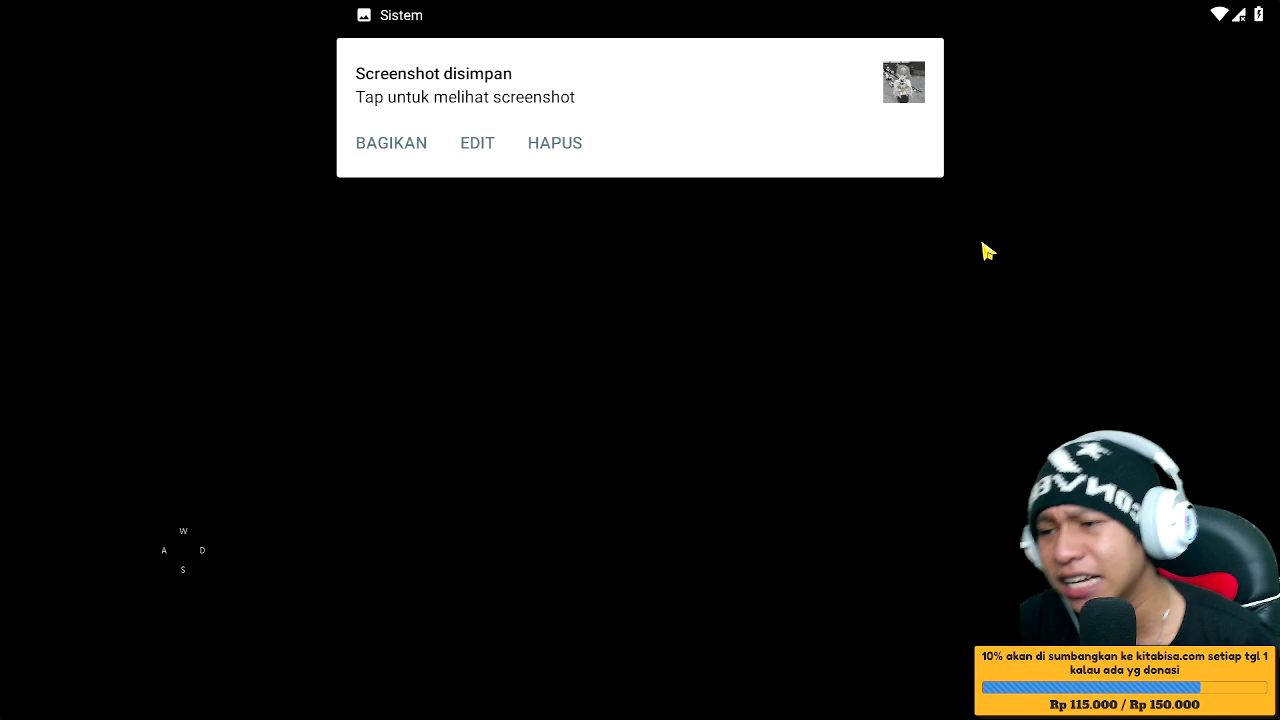 Sistem
Screenshot disimpan
Tap untuk melihat screenshot
BAGIKAN EDIT HAPUS
W
A D
S
10% akan di sumbangkan ke kitabisa.com setiap tgl 1
kalau ada yg donasi
Rp 115.000 / Rp 150.000